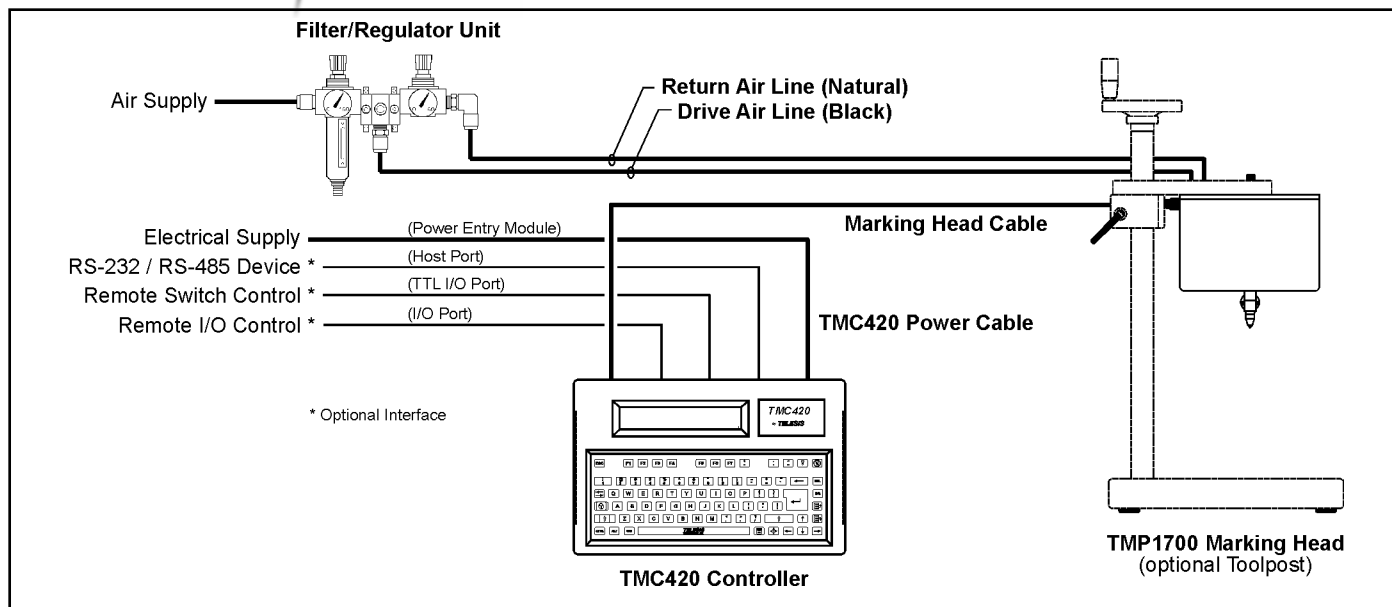 Filter/Regulator Unit
Air Supply
Return Air Line (Natural)
Drive Air Line (Black)
Marking Head Cable
Electrical Supply
(Power Entry Module)
RS-232 / RS-485 Device *
(Host Port)
Remote Switch Control *
(TTL I/O Port)
Remote I/O Control *
(I/O Port)
TMC420 Power Cable
* Optional Interface
TMC420
TELESIS
TMC420 Controller
TMP1700 Marking Head
(optional Toolpost)